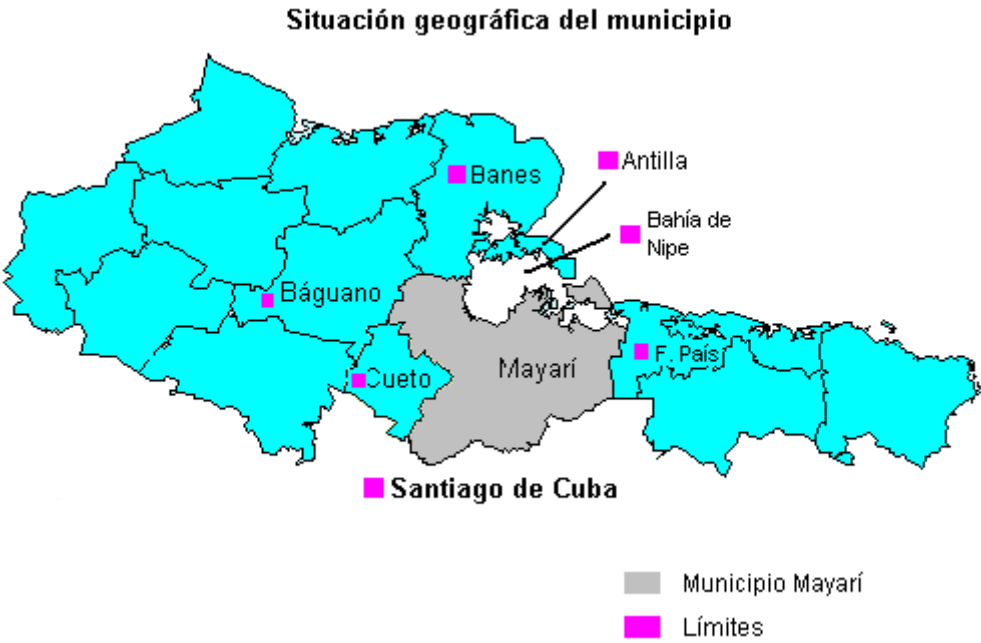 Situación geográfica del municipio
Antilla
Banes
Bahía de
Nipe
Báguano
F. País
Mayarí
Cueto
Santiago de Cuba
Municipio Mayarí
Límites